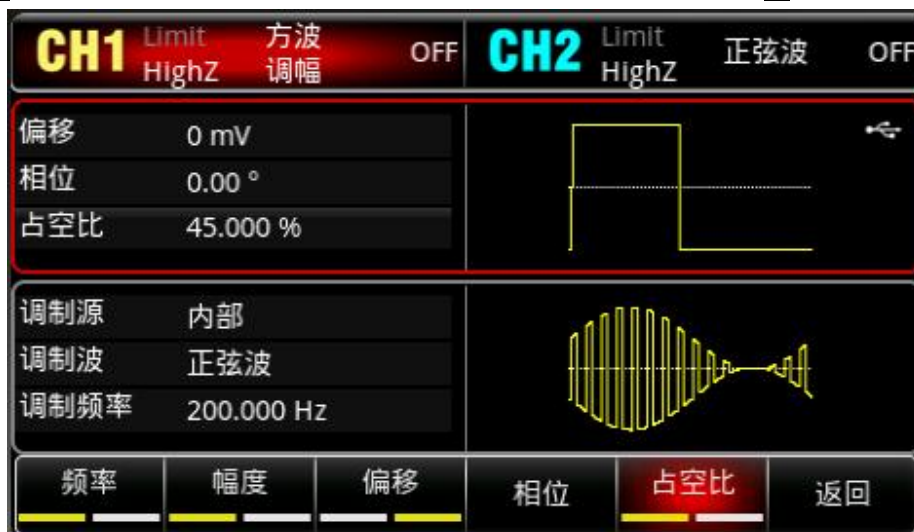 CH1 Limit 方波 OFF
HighZ 调幅
CH2 Limit 正弦波 OFF
HighZ
偏移 0 mV
相位 0.00 °
占空比 45.000 %
调制源 内部
调制波 正弦波
调制频率 200.000 Hz
频率 幅度 偏移 相位 占空比 返回